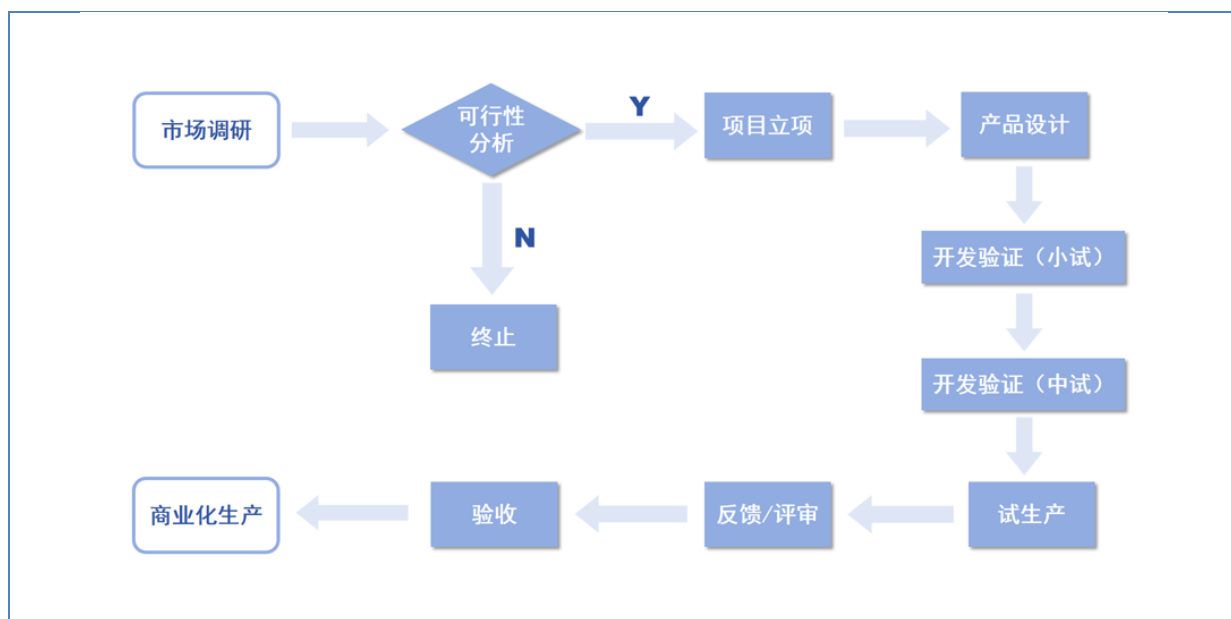 市场调研
可行性
分析
Y
项目立项
产品设计
N
终止
开发验证（小试）
开发验证（中试）
试生产
反馈/评审
验收
商业化生产